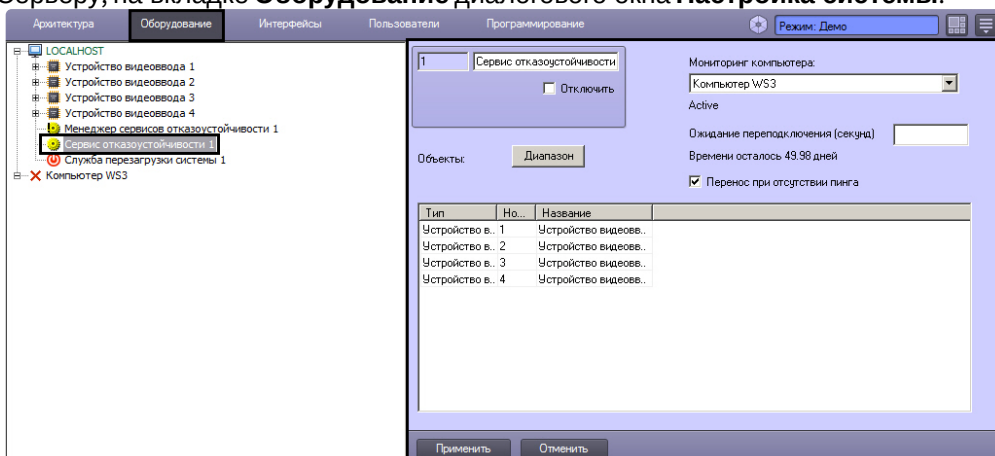 Серверу, на вкладке Оборудование диалогового окна Настройка системы.
Архитектура Оборудование Интерфейсы Пользователи Программирование Режим: Демо
LOCALHOST
Устройство видеоввода 1
Устройство видеоввода 2
Устройство видеоввода 3
Устройство видеоввода 4
Менеджер сервисов отказоустойчивости 1
Сервис отказоустойчивости 1
Служба перезагрузки системы 1
Компьютер WS3
1 Сервис отказоустойчивости
Отключить
Объекты: Диапазон
Мониторинг компьютера:
Компьютер WS3
Active
Ожидание переподключения (секунд)
Времени осталось 49.98 дней
Перенос при отсутствии пинга
Тип Но... Название
Устройство в.. 1 Устройство видеовв..
Устройство в.. 2 Устройство видеовв..
Устройство в.. 3 Устройство видеовв..
Устройство в.. 4 Устройство видеовв..
Применить Отменить